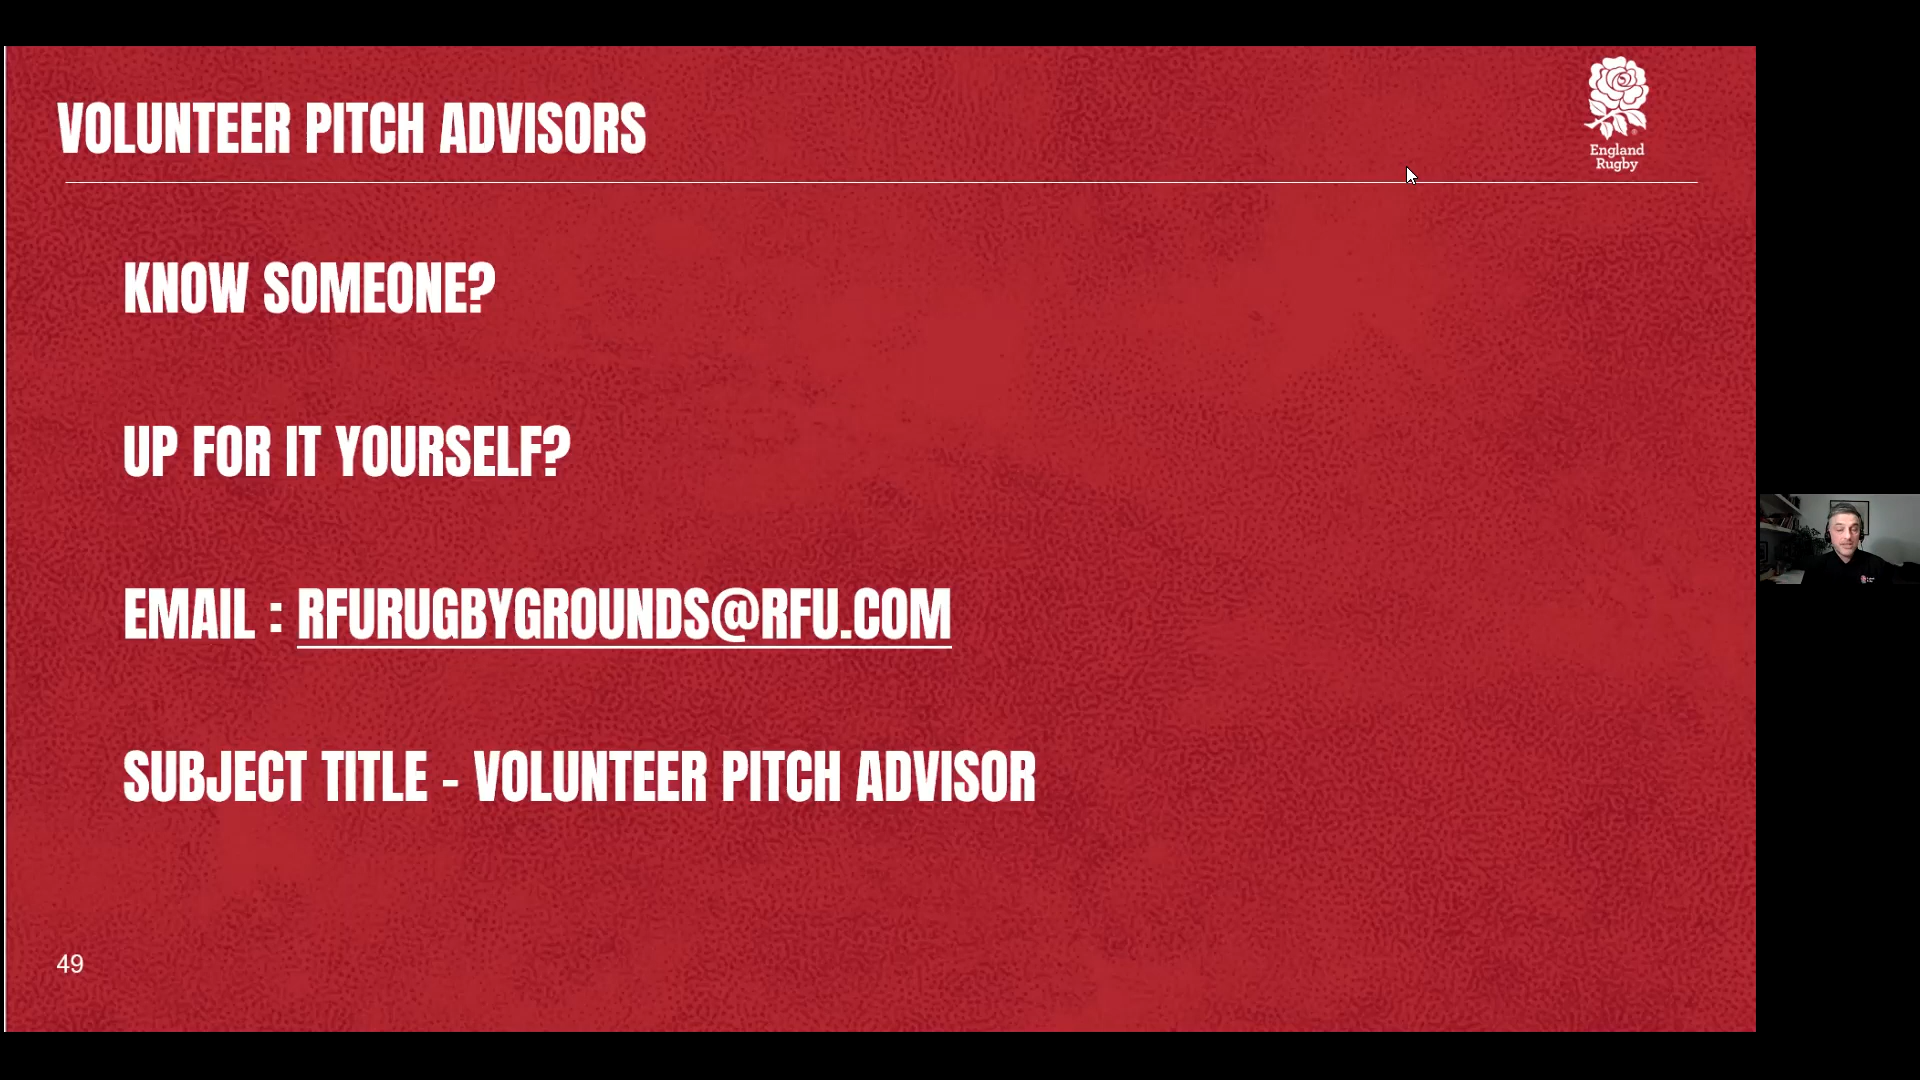 VOLUNTEER PITCH ADVISORS
England
Rugby
KNOW SOMEONE?
UP FOR IT YOURSELF?
EMAIL : RFURUGBYGROUNDS@RFU.COM
SUBJECT TITLE - VOLUNTEER PITCH ADVISOR
49